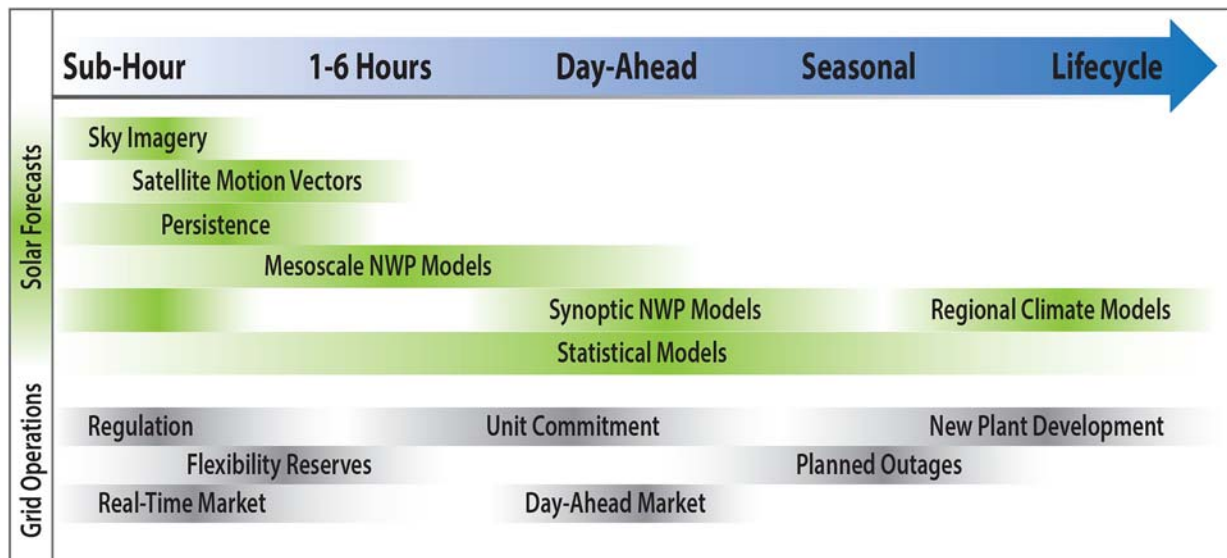 Sub-Hour 1-6 Hours Day-Ahead Seasonal Lifecycle
Solar Forecasts
Sky Imagery
Satellite Motion Vectors
Persistence
Mesoscale NWP Models
Synoptic NWP Models Regional Climate Models
Statistical Models
Grid Operations
Regulation Unit Commitment New Plant Development
Flexibility Reserves Planned Outages
Real-Time Market Day-Ahead Market